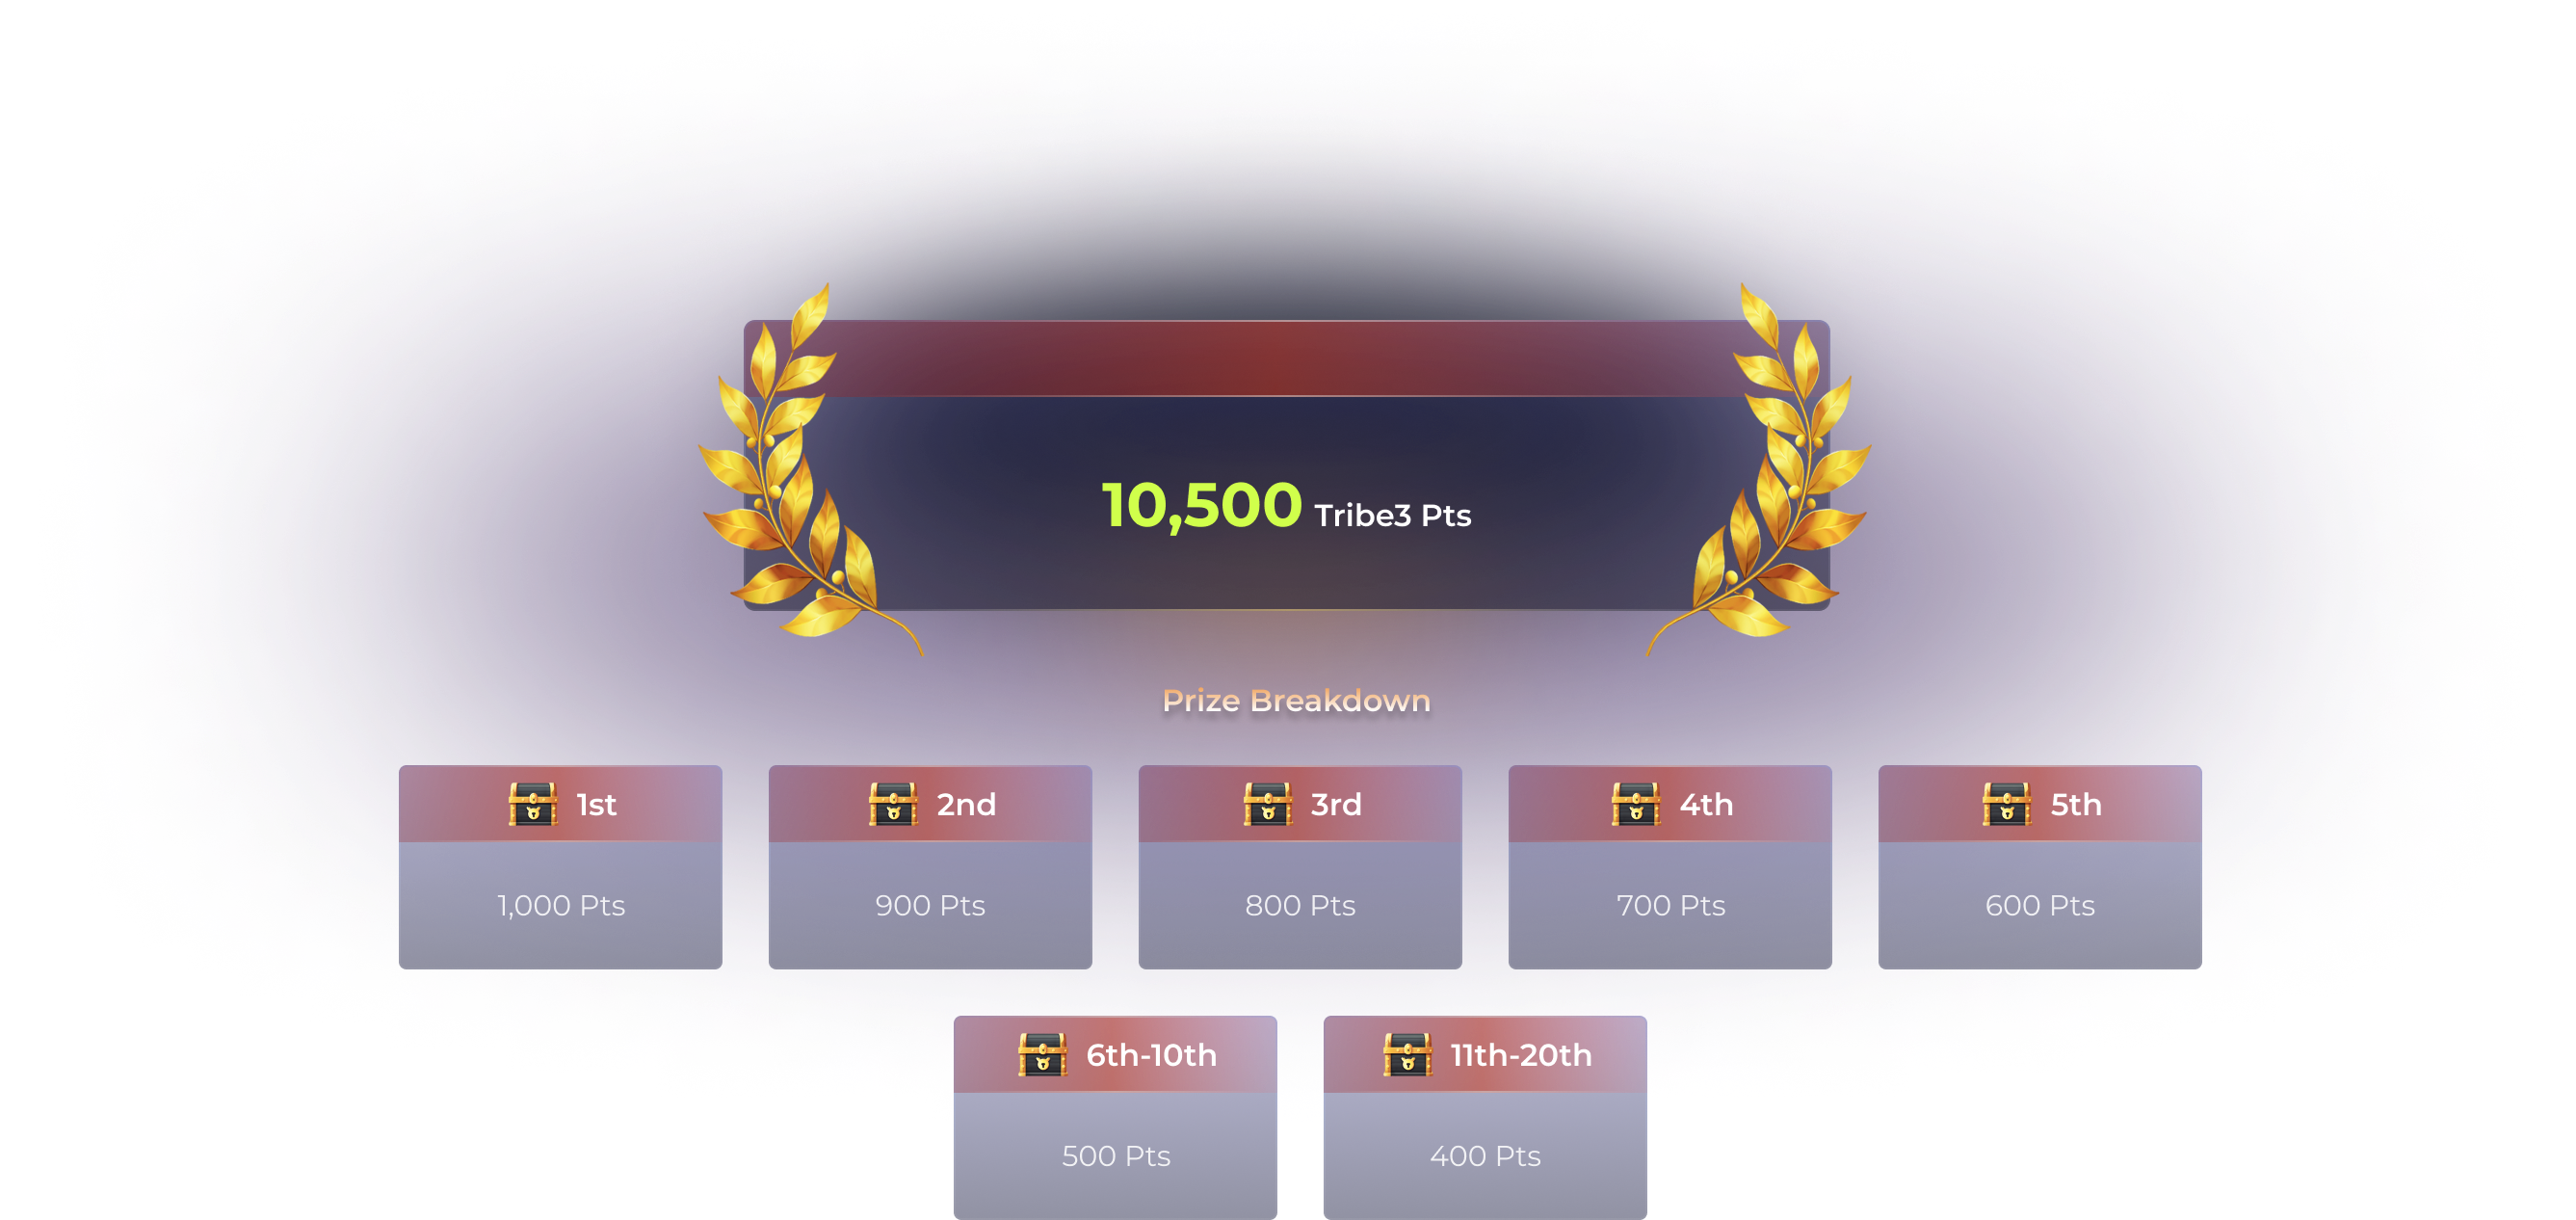 10,500 Tribe3 Pts
Prize Breakdown
1st
1,000 Pts
2nd
900 Pts
3rd
800 Pts
4th
700 Pts
5th
600 Pts
6th-10th
500 Pts
11th-20th
400 Pts